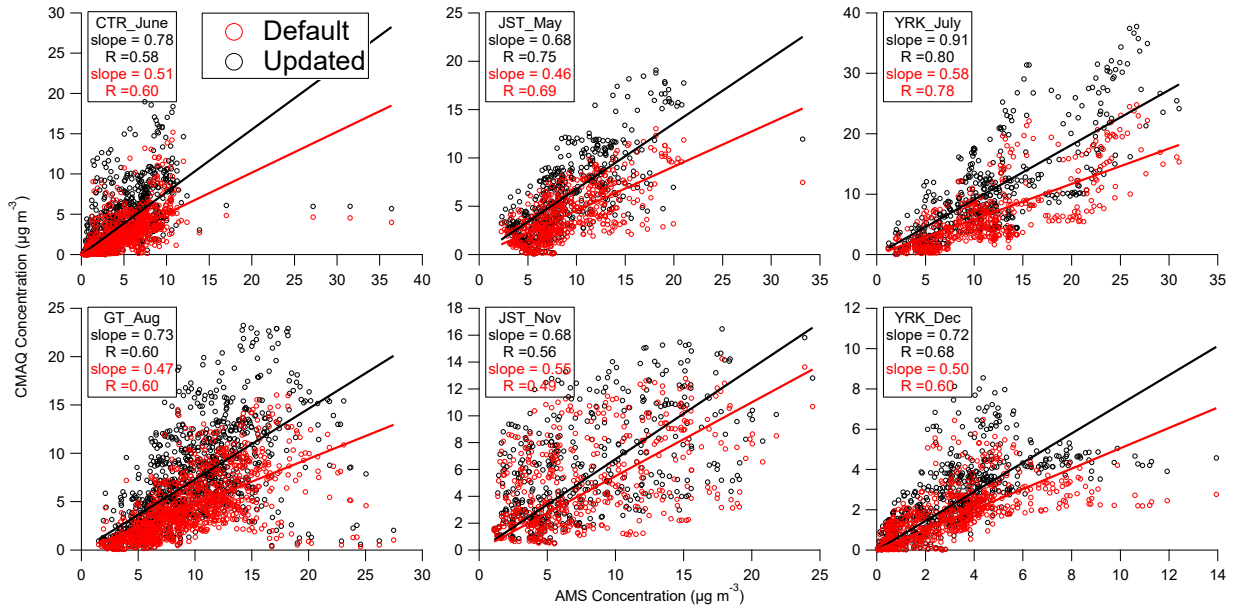 CTR_June
slope = 0.78
R =0.58
slope = 0.51
R =0.60
Default
Updated
25
20
15
10
5
0
0 5 10 15 20 25 30 35 40
JST_May
slope = 0.68
R =0.75
slope = 0.46
R =0.69
25
20
15
10
5
0
0 5 10 15 20 25 30 35
YRK_July
slope = 0.91
R =0.80
slope = 0.58
R =0.78
40
30
20
10
0
0 5 10 15 20 25 30 35
CMAQ Concentration (µg m-3)
GT_Aug
slope = 0.73
R =0.60
slope = 0.47
R =0.60
25
20
15
10
5
0
0 5 10 15 20 25 30
JST_Nov
slope = 0.68
R =0.56
slope = 0.55
R =0.49
18
16
14
12
10
8
6
4
2
0
0 5 10 15 20 25
YRK_Dec
slope = 0.72
R =0.68
slope = 0.50
R =0.60
12
10
8
6
4
2
0
0 2 4 6 8 10 12 14
AMS Concentration (µg m-3)